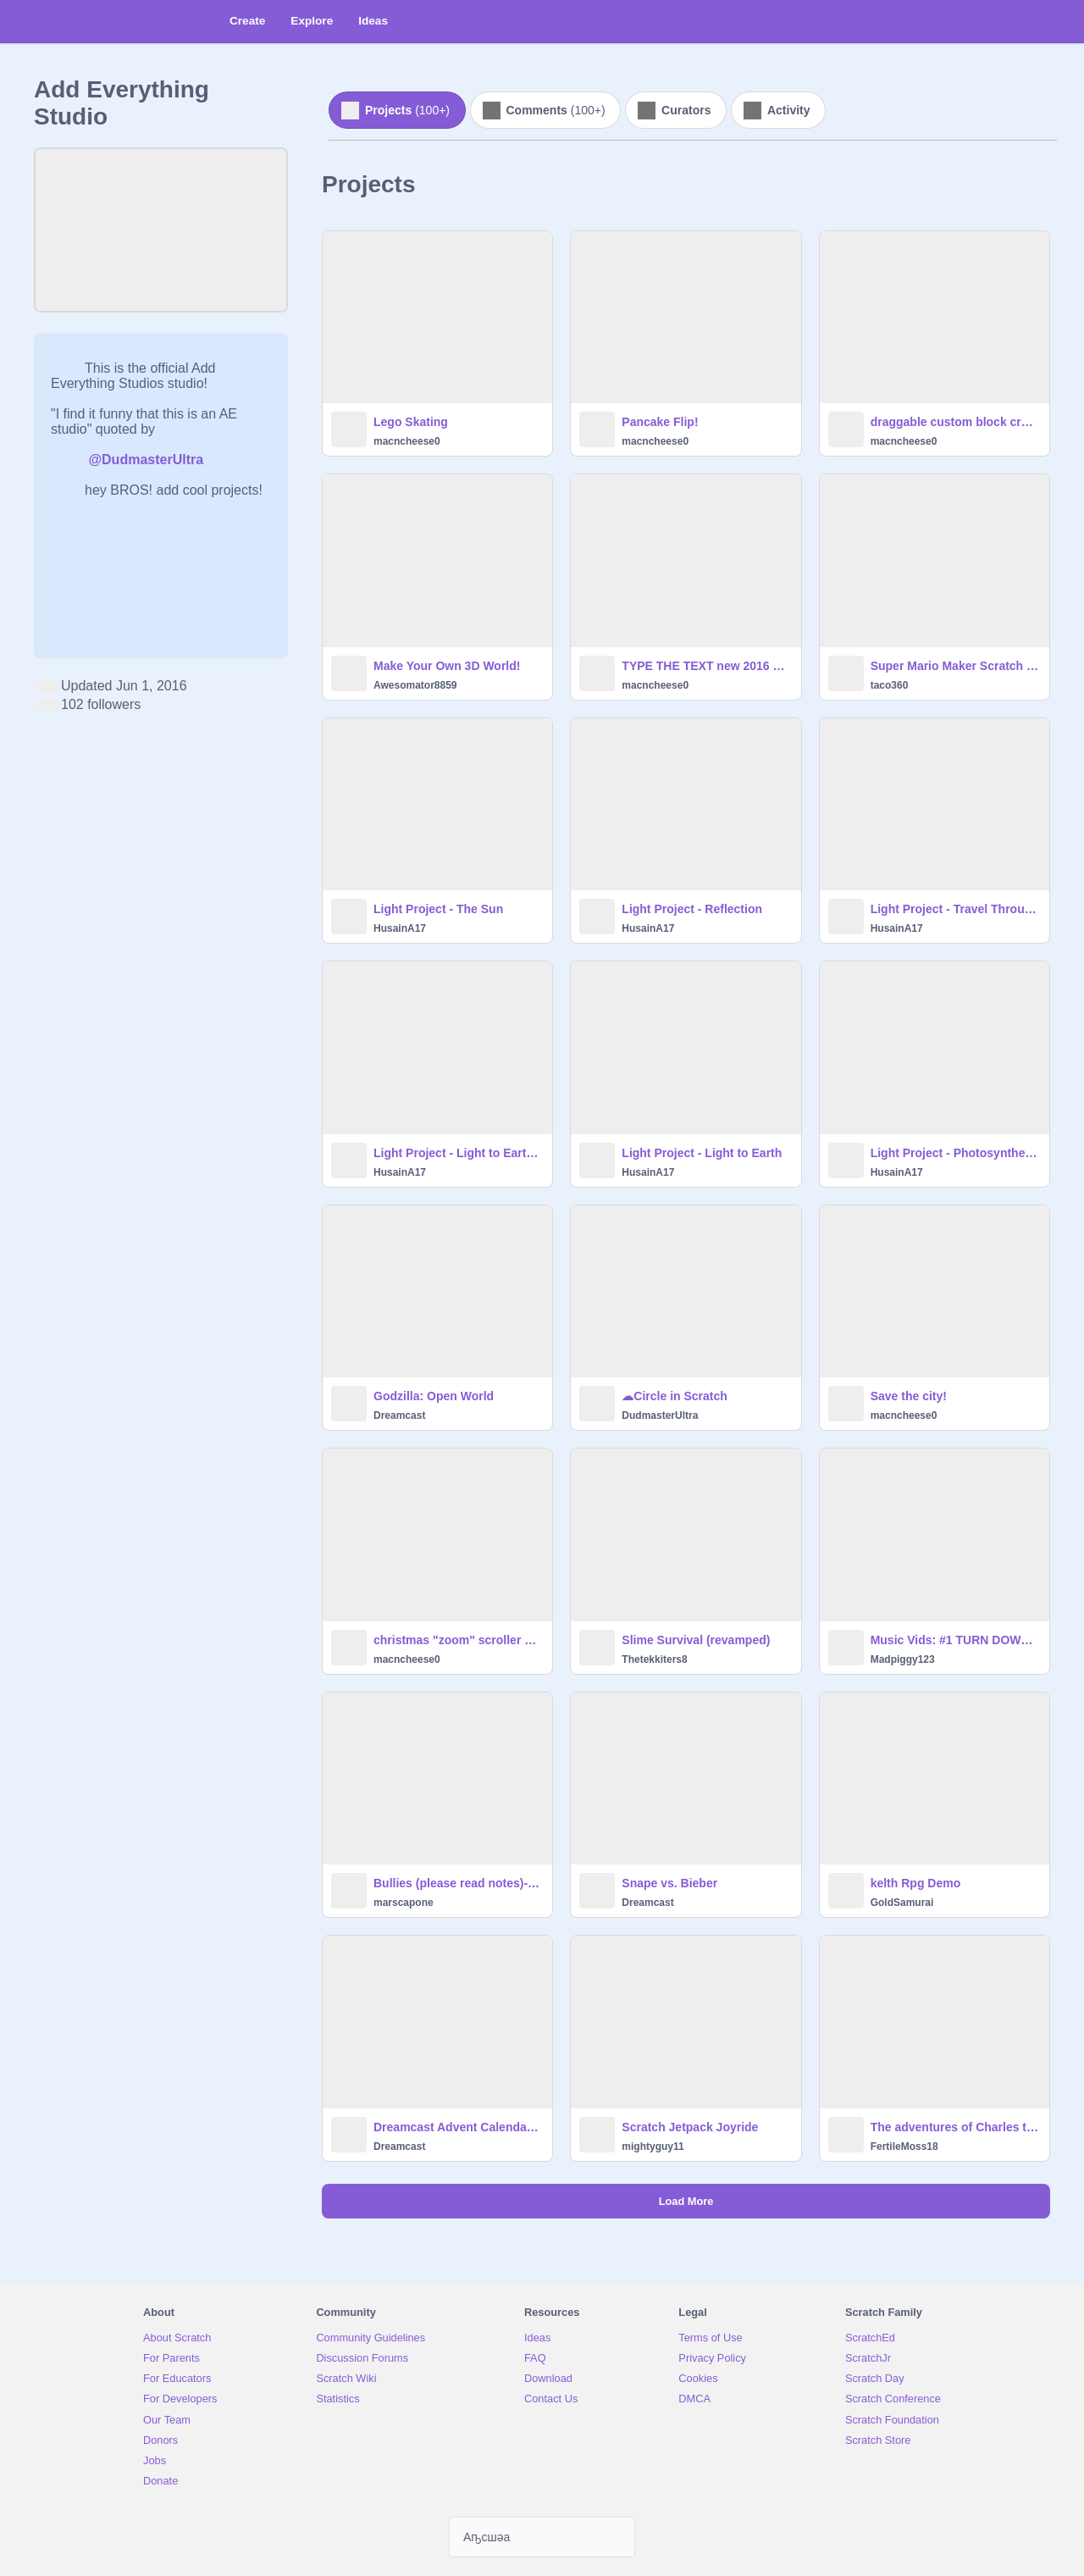 Create Explore Ideas
Add Everything
Studio
Projects (100+) Comments (100+) Curators Activity
Projects
This is the official Add
Everything Studios studio!
"I find it funny that this is an AE
studio" quoted by
@DudmasterUltra
hey BROS! add cool projects!
Updated Jun 1, 2016
102 followers
Lego Skating
macncheese0
Pancake Flip!
macncheese0
draggable custom block cr…
macncheese0
Make Your Own 3D World!
Awesomator8859
TYPE THE TEXT new 2016 …
macncheese0
Super Mario Maker Scratch …
taco360
Light Project - The Sun
HusainA17
Light Project - Reflection
HusainA17
Light Project - Travel Throu…
HusainA17
Light Project - Light to Eart…
HusainA17
Light Project - Light to Earth
HusainA17
Light Project - Photosynthe…
HusainA17
Godzilla: Open World
Dreamcast
☁Circle in Scratch
DudmasterUltra
Save the city!
macncheese0
christmas "zoom" scroller …
macncheese0
Slime Survival (revamped)
Thetekkiters8
Music Vids: #1 TURN DOW…
Madpiggy123
Bullies (please read notes)-…
marscapone
Snape vs. Bieber
Dreamcast
kelth Rpg Demo
GoldSamurai
Dreamcast Advent Calenda…
Dreamcast
Scratch Jetpack Joyride
mightyguy11
The adventures of Charles t…
FertileMoss18
Load More
About
About Scratch
For Parents
For Educators
For Developers
Our Team
Donors
Jobs
Donate
Community
Community Guidelines
Discussion Forums
Scratch Wiki
Statistics
Resources
Ideas
FAQ
Download
Contact Us
Legal
Terms of Use
Privacy Policy
Cookies
DMCA
Scratch Family
ScratchEd
ScratchJr
Scratch Day
Scratch Conference
Scratch Foundation
Scratch Store
Аҧсшәа